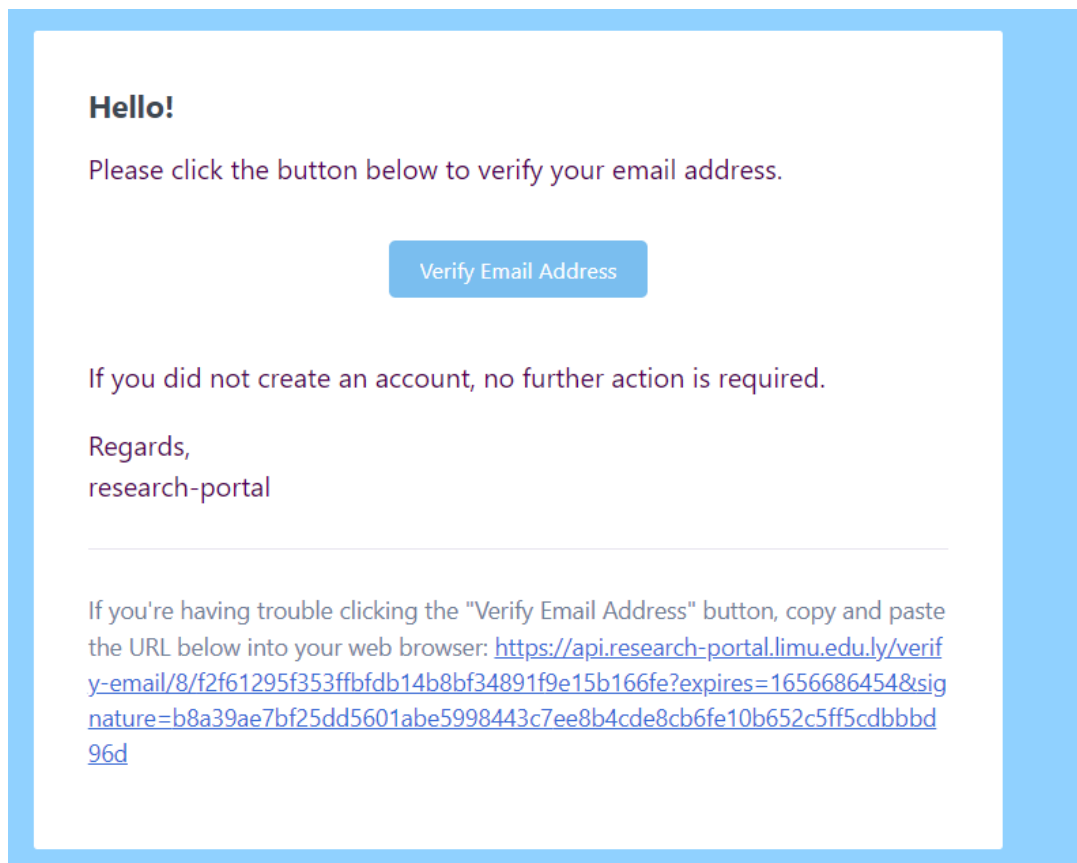 Hello!
Please click the button below to verify your email address.
Verify Email Address
If you did not create an account, no further action is required.
Regards,
research-portal
If you're having trouble clicking the "Verify Email Address" button, copy and paste
the URL below into your web browser: https://api.research-portal.limu.edu.ly/verif
y-email/8/f2f61295f353ffbfdb14b8bf34891f9e15b166fe?expires=1656686454&sig
nature=b8a39ae7bf25dd5601abe5998443c7ee8b4cde8cb6fe10b652c5ff5cdbbbd
96d